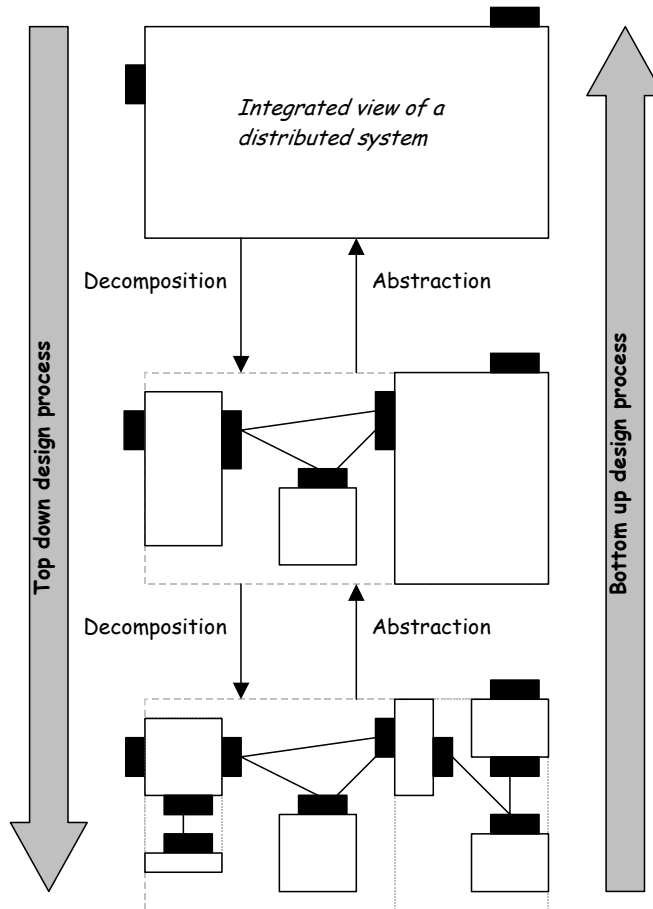 Integrated view of a
distributed system
Decomposition
Abstraction
Top down design process
Bottom up design process
Decomposition
Abstraction